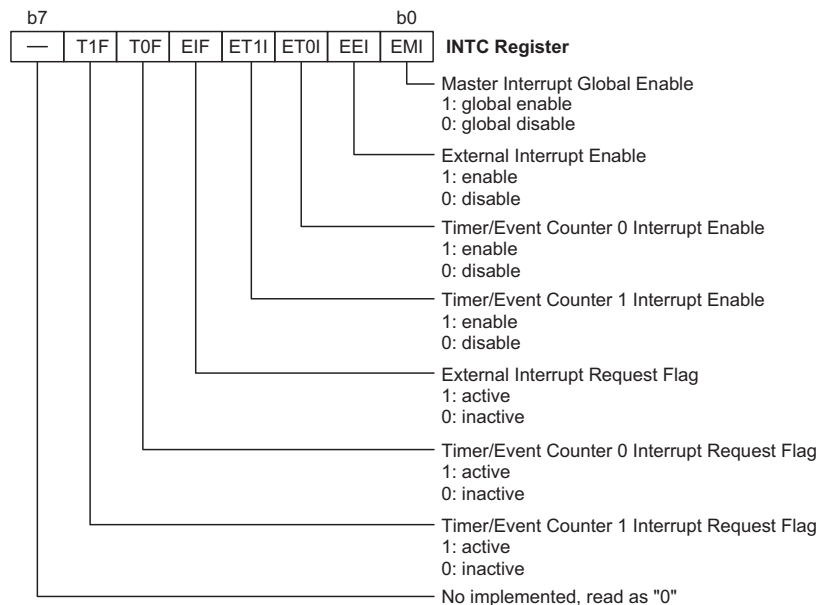 b7 b0
— T1F T0F EIF ET1I ET0I EEI EMI INTC Register
Master Interrupt Global Enable
1: global enable
0: global disable
External Interrupt Enable
1: enable
0: disable
Timer/Event Counter 0 Interrupt Enable
1: enable
0: disable
Timer/Event Counter 1 Interrupt Enable
1: enable
0: disable
External Interrupt Request Flag
1: active
0: inactive
Timer/Event Counter 0 Interrupt Request Flag
1: active
0: inactive
Timer/Event Counter 1 Interrupt Request Flag
1: active
0: inactive
No implemented, read as "0"